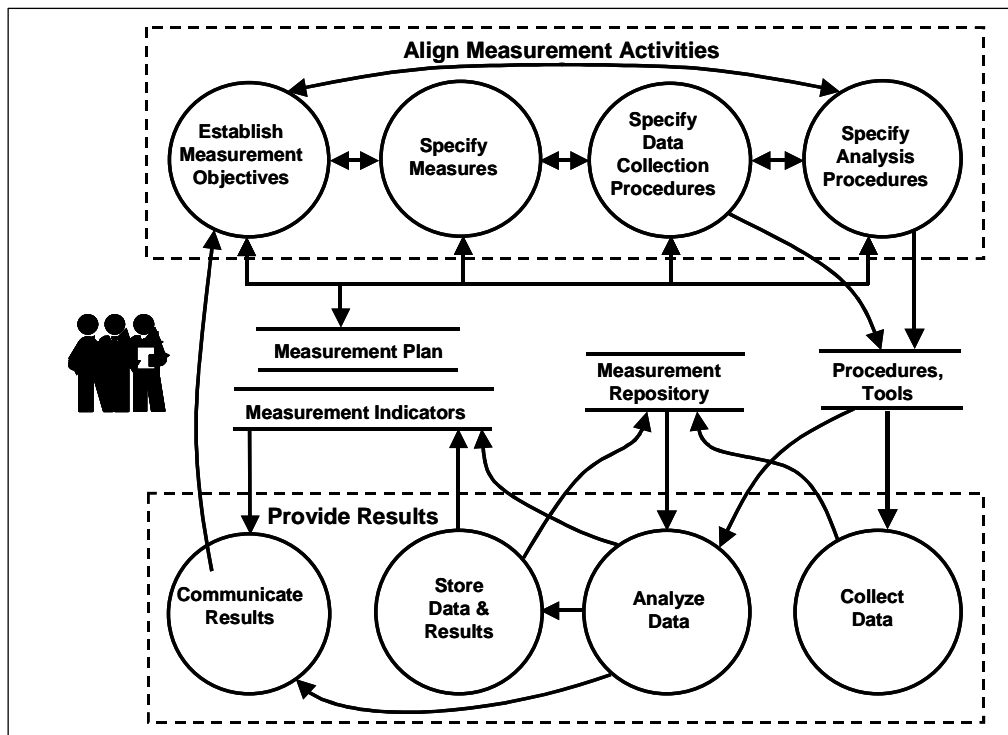 Align Measurement Activities
Establish
Measurement
Objectives
Specify
Measures
Specify
Data
Collection
Procedures
Specify
Analysis
Procedures
Measurement Plan
Measurement Indicators
Measurement
Repository
Procedures,
Tools
Provide Results
Communicate
Results
Store
Data &
Results
Analyze
Data
Collect
Data